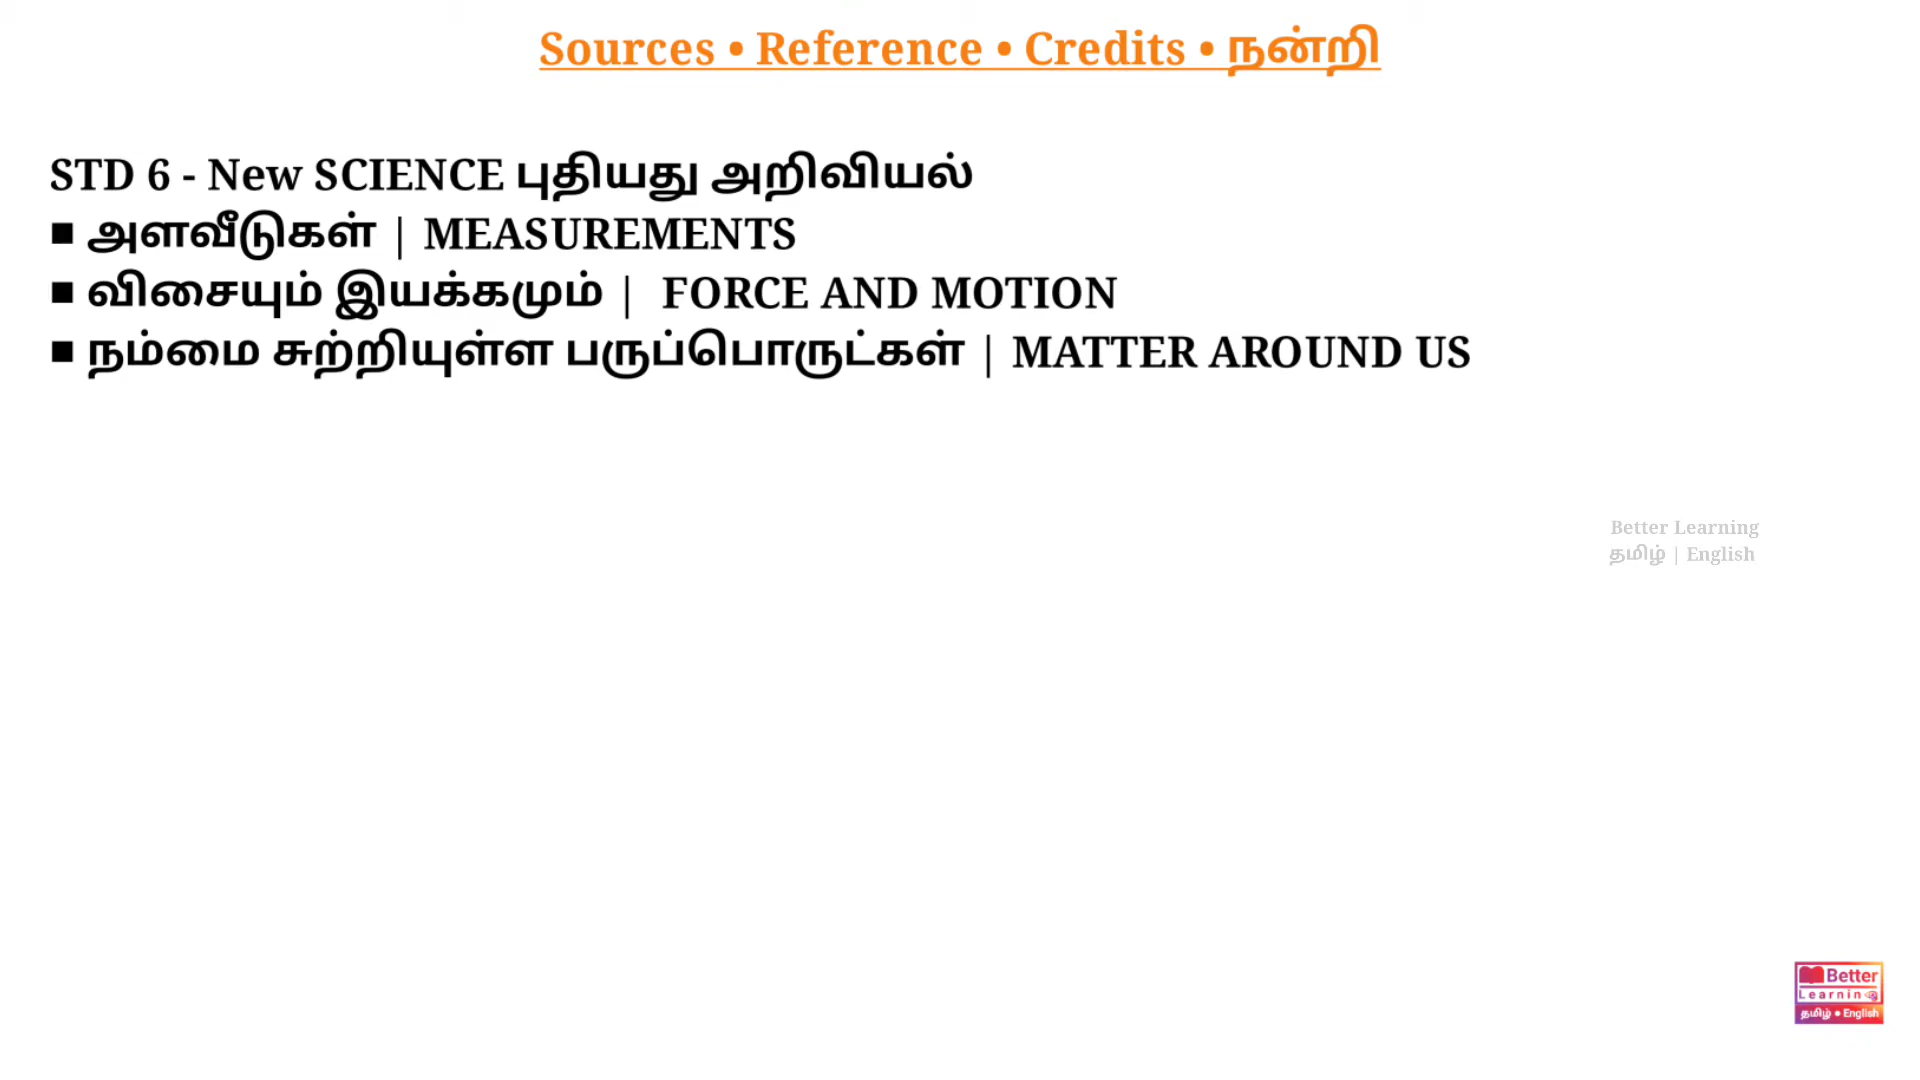 Sources • Reference • Credits • நன்றி
STD 6 - New SCIENCE புதியது அறிவியல்
■ அளவீடுகள் | MEASUREMENTS
■ விசையும் இயக்கமும் | FORCE AND MOTION
■ நம்மை சுற்றியுள்ள பருப்பொருட்கள் | MATTER AROUND US
Better Learning
தமிழ் | English
Better
Learning
தமிழ் • English